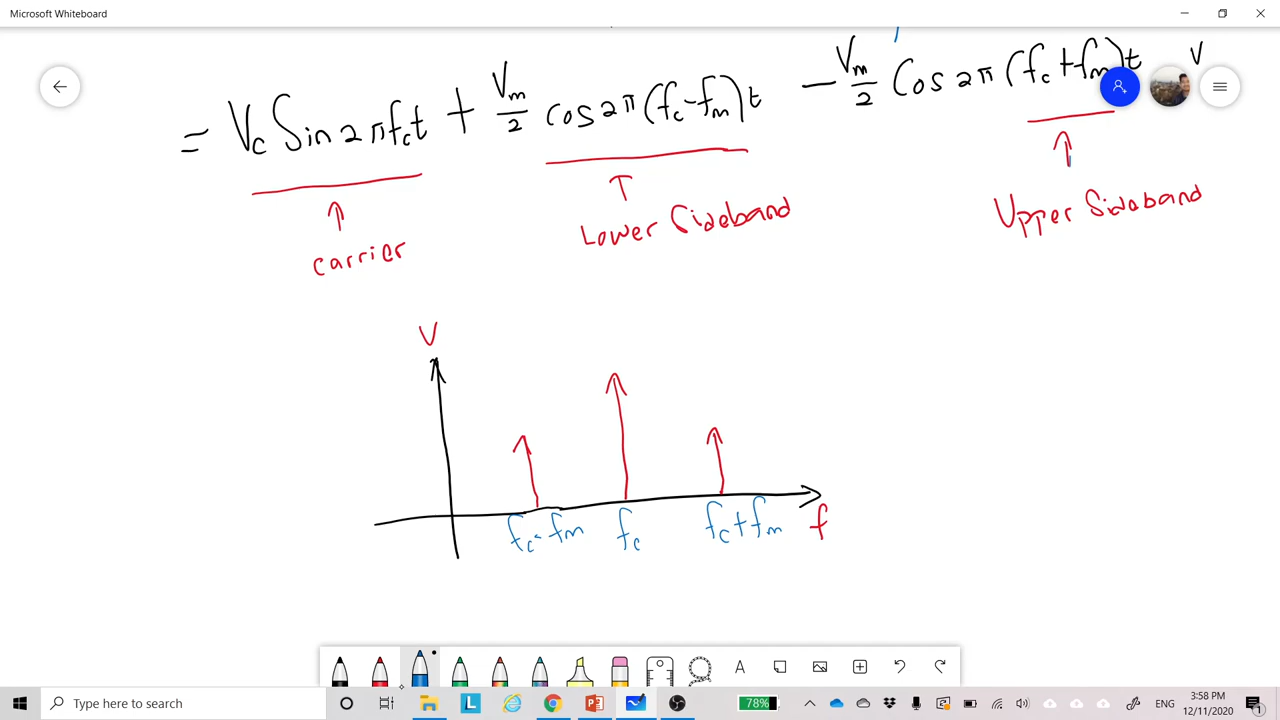 Microsoft Whiteboard
= Vc Sin 2πfct + Vm/2 cos 2π (fc-fm)t - Vm/2 Cos 2π (fc+fm)t V
carrier
Lower Sideband
Upper Sideband
V
fc-fm fc fc+fm f
A
Type here to search
L
78%
ENG
3:58 PM
12/11/2020
1